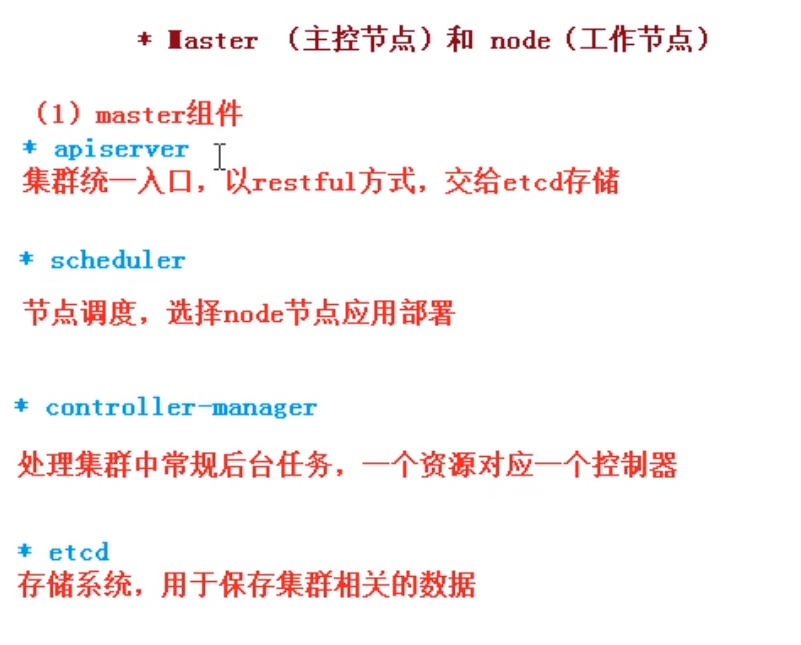 * Master （主控节点）和 node（工作节点）
（1）master组件
* apiserver
集群统一入口，以restful方式，交给etcd存储
* scheduler
节点调度，选择node节点应用部署
* controller-manager
处理集群中常规后台任务，一个资源对应一个控制器
* etcd
存储系统，用于保存集群相关的数据